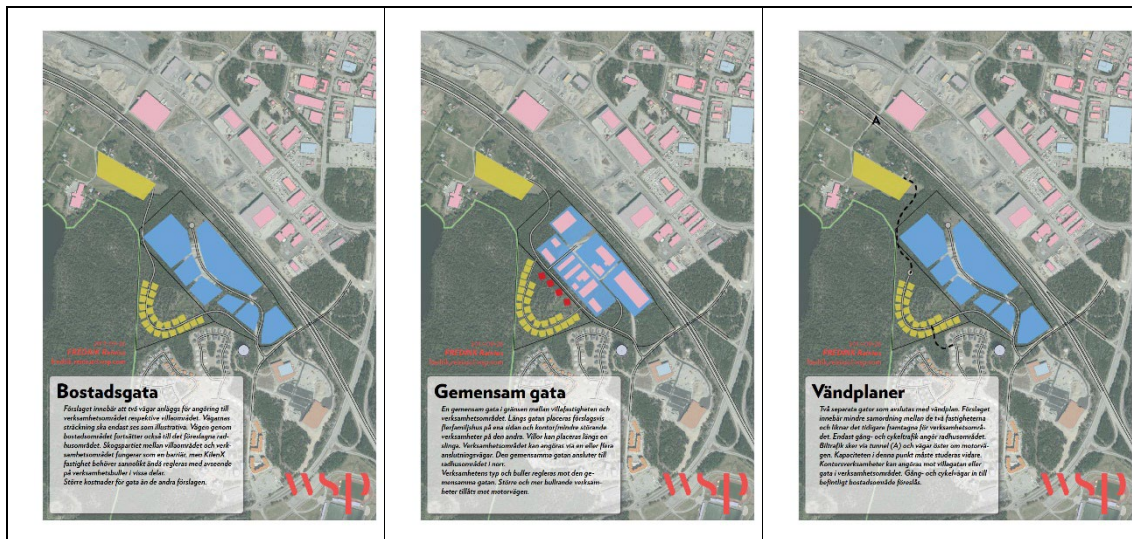 Bostadsgata
Förslaget innebär att två vägar anläggs för angöring till
verksamhetsområdet respektive villaområdet. Vägarnas
sträckning ska endast ses som illustrativa. Vägen genom
bostadsområdet fortsätter också till det föreslagna rad-
husområdet. Skogspartiet mellan villaområdet och verk-
samhetsområdet fungerar som en barriär, men KilenX
fastighet behöver sannolikt ändå regleras med avseende
på verksamhetsbuller i vissa delar.
Större kostnader för gata än de andra förslagen.
wsp
Gemensam gata
En gemensam gata i gränsen mellan villafastigheten och
verksamhetsområdet. Längs gatan placeras förslagsvis
flerfamiljshus på ena sidan och kontor/mindre störande
verksamheter på den andra. Villor kan placeras längs en
slinga. Verksamhetsområdet kan angöras via en eller flera
anslutningsvägar. Den gemensamma gatan ansluter till
radhusområdet i norr.
Verksamhetens typ och buller regleras mot den ge-
mensamma gatan. Större och mer bullrande verksam-
heter tillåts mot motorvägen.
wsp
A
Vändplaner
Två separata gator som avslutas med vändplan. Förslaget
innebär mindre samordning mellan de två fastigheterna
och liknar det tidigare framtagna för verksamhetsområ-
det. Endast gång- och cykeltrafik angör radhusområdet.
Biltrafik sker via tunnel (A) och vägar öster om motorvä-
gen. Kapaciteten i denna punkt måste studeras vidare.
Kontorsverksamheter kan angöras mot villagatan eller
gata i verksamhetsområdet. Gång- och cykelvägar in till
befintligt bostadsområde föreslås.
wsp